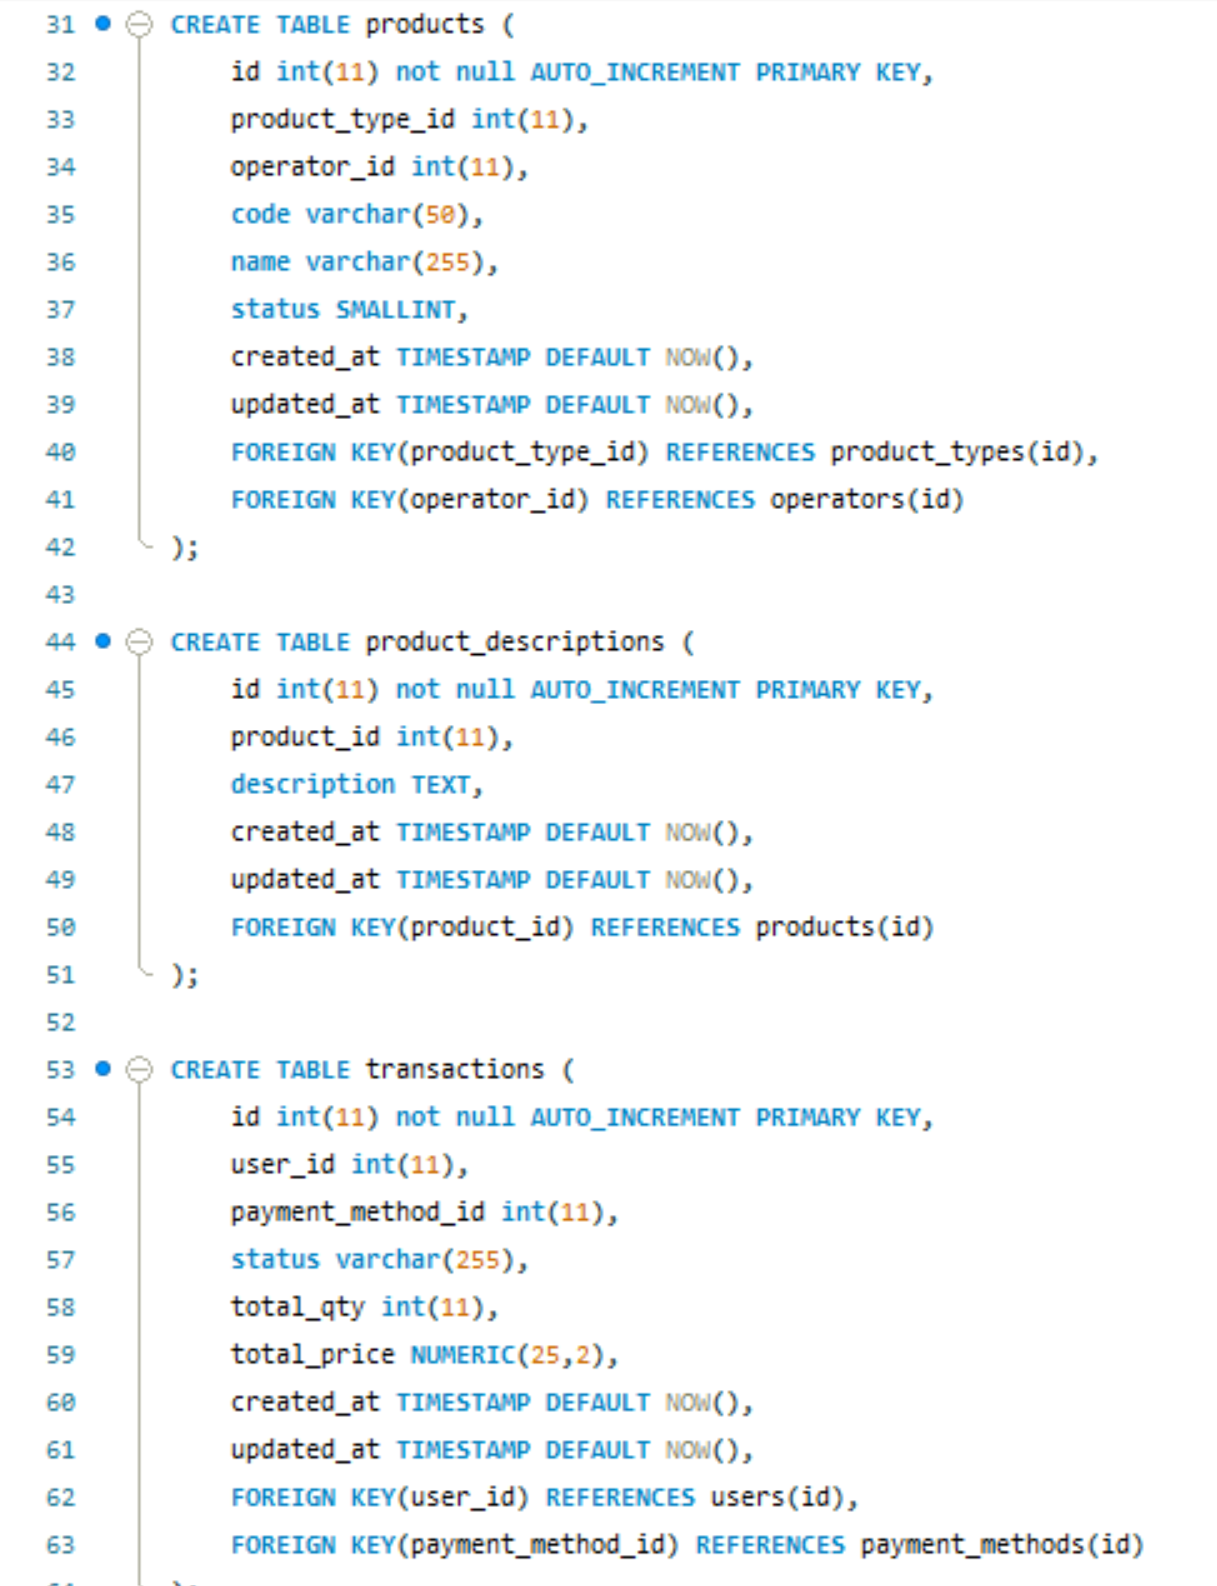 31 CREATE TABLE products (
32 id int(11) not null AUTO_INCREMENT PRIMARY KEY,
33 product_type_id int(11),
34 operator_id int(11),
35 code varchar(50),
36 name varchar(255),
37 status SMALLINT,
38 created_at TIMESTAMP DEFAULT NOW(),
39 updated_at TIMESTAMP DEFAULT NOW(),
40 FOREIGN KEY(product_type_id) REFERENCES product_types(id),
41 FOREIGN KEY(operator_id) REFERENCES operators(id)
42 );
43
44 CREATE TABLE product_descriptions (
45 id int(11) not null AUTO_INCREMENT PRIMARY KEY,
46 product_id int(11),
47 description TEXT,
48 created_at TIMESTAMP DEFAULT NOW(),
49 updated_at TIMESTAMP DEFAULT NOW(),
50 FOREIGN KEY(product_id) REFERENCES products(id)
51 );
52
53 CREATE TABLE transactions (
54 id int(11) not null AUTO_INCREMENT PRIMARY KEY,
55 user_id int(11),
56 payment_method_id int(11),
57 status varchar(255),
58 total_qty int(11),
59 total_price NUMERIC(25,2),
60 created_at TIMESTAMP DEFAULT NOW(),
61 updated_at TIMESTAMP DEFAULT NOW(),
62 FOREIGN KEY(user_id) REFERENCES users(id),
63 FOREIGN KEY(payment_method_id) REFERENCES payment_methods(id)